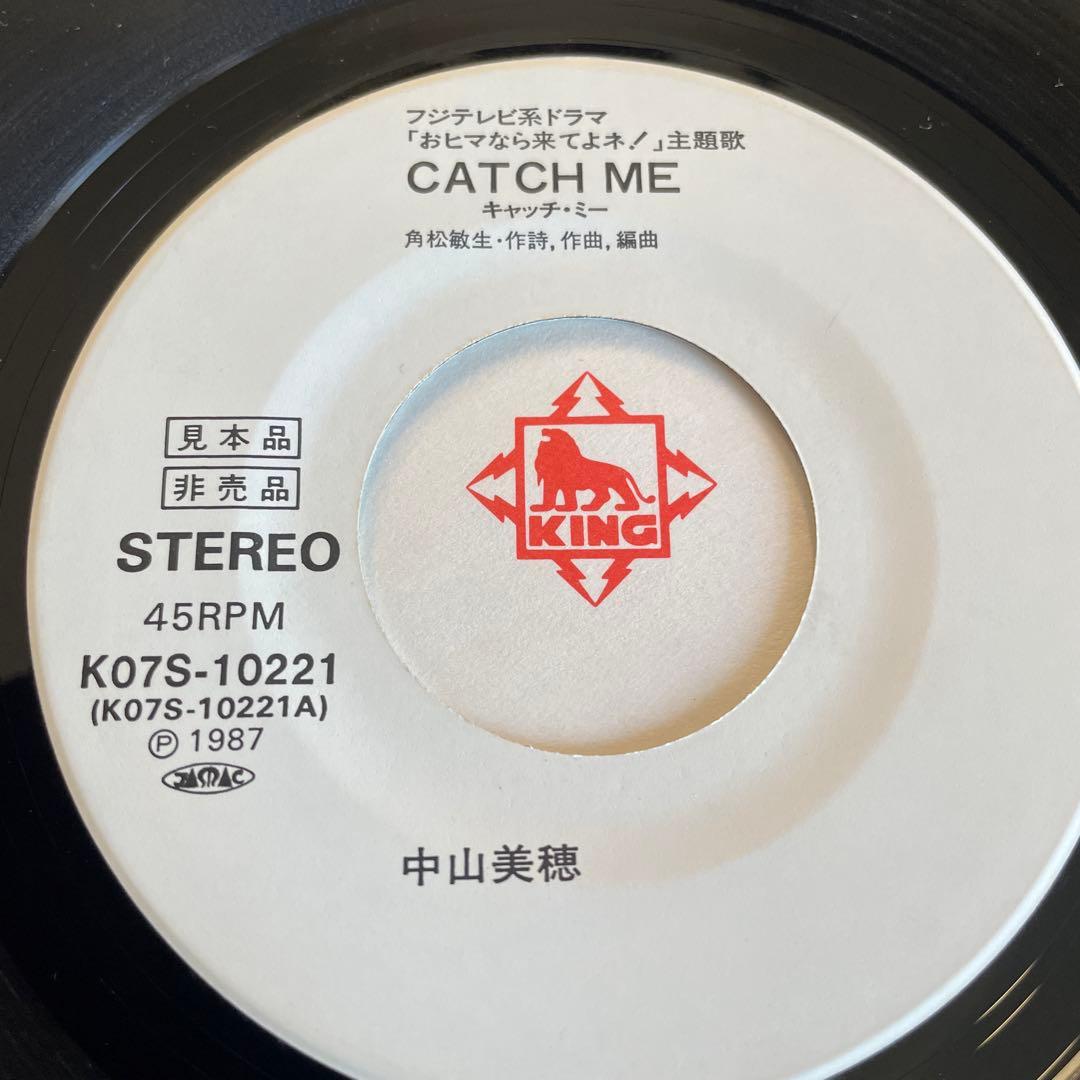 フジテレビ系ドラマ
「おヒマなら来てよネ!」主題歌
CATCH ME
キャッチ・ミー
角松敏生・作詩,作曲,編曲
見本品
非売品
STEREO
45RPM
K07S-10221
(K07S-10221A)
Ⓟ 1987
JASRAC
KING
中山美穂